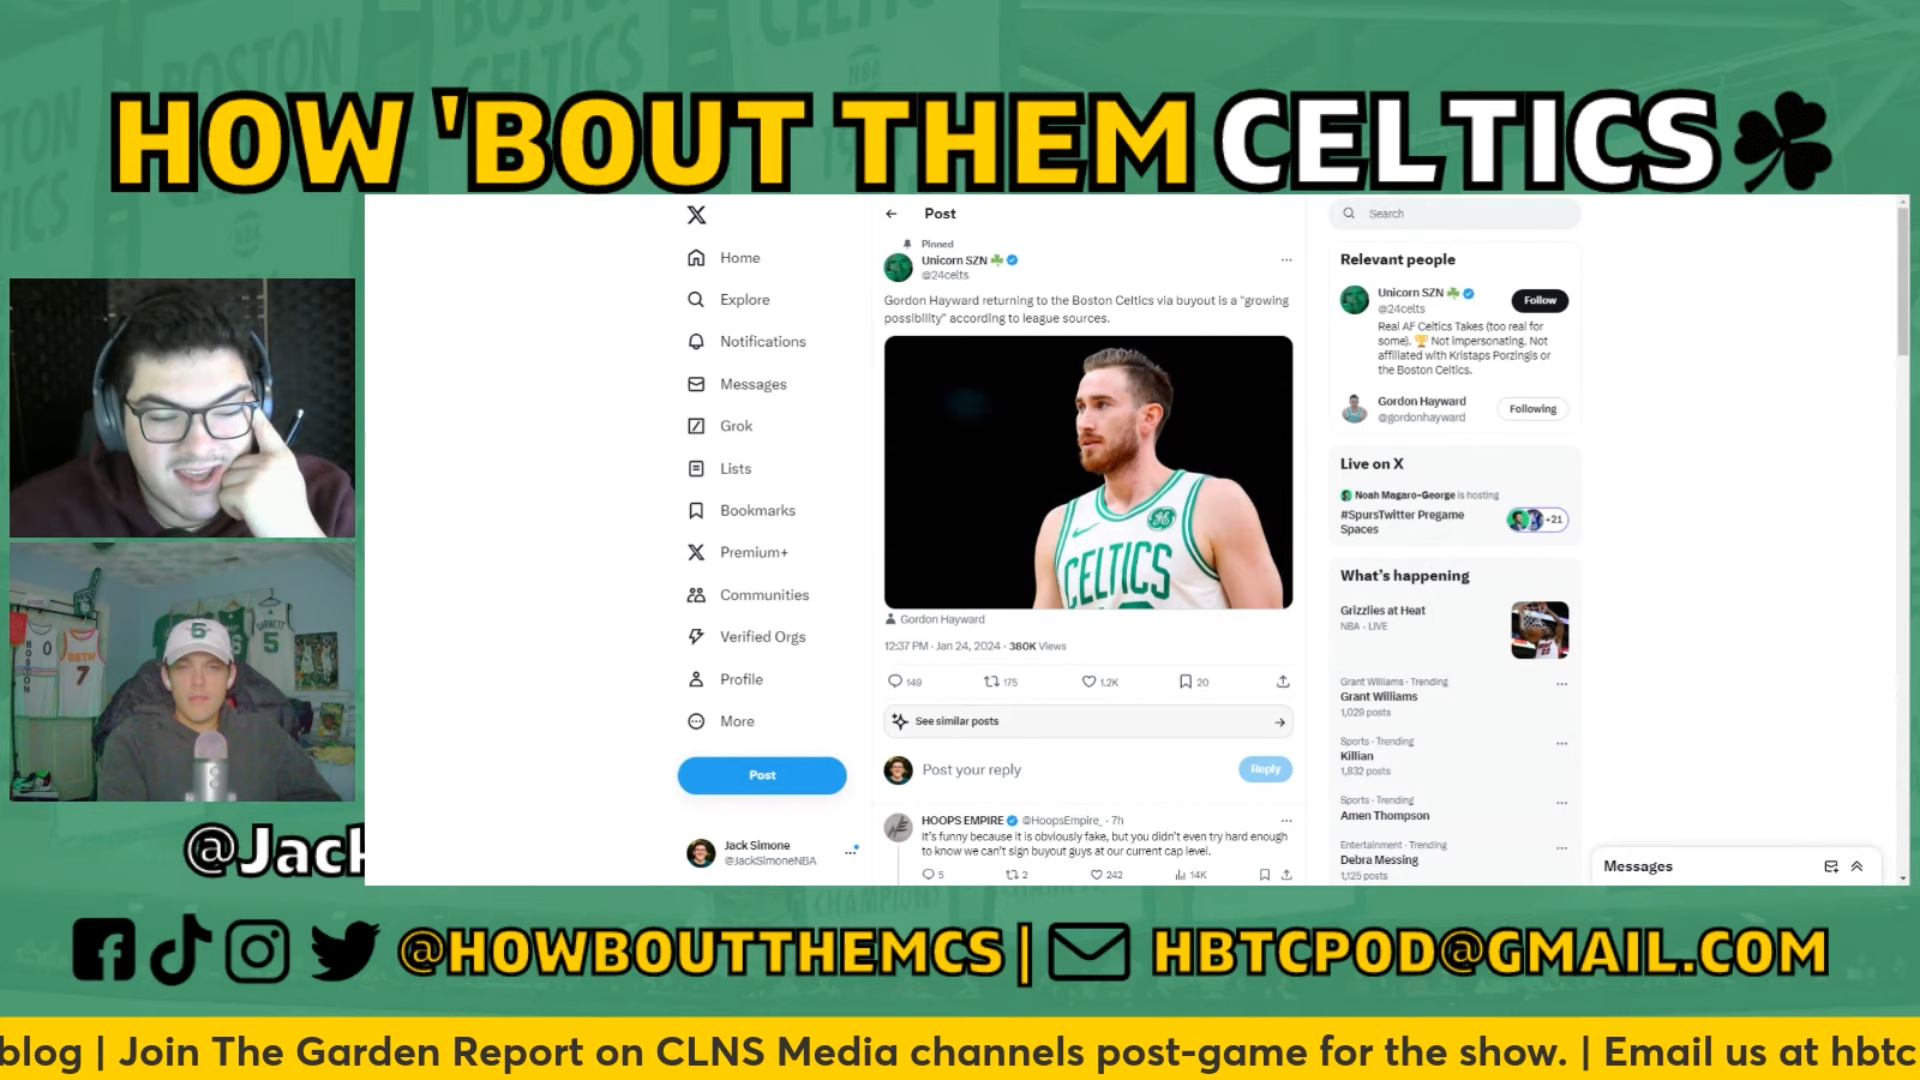 HOW 'BOUT THEM CELTICS
Home
Explore
Notifications
Messages
Grok
Lists
Bookmarks
Premium+
Communities
Verified Orgs
Profile
More
Post
Jack Simone
@JackSimoneNBA
Post
Pinned
Unicorn SZN
@24celts
Gordon Hayward returning to the Boston Celtics via buyout is a "growing
possibility" according to league sources.
CELTICS
Gordon Hayward
12:37 PM · Jan 24, 2024 · 380K Views
149
175
1.2K
20
See similar posts
Post your reply
Reply
HOOPS EMPIRE @HoopsEmpire_ · 7h
It's funny because it is obviously fake, but you didn't even try hard enough
to know we can't sign buyout guys at our current cap level.
5
2
242
14K
Search
Relevant people
Unicorn SZN
@24celts
Follow
Real AF Celtics Takes (too real for
some). 🏆 Not impersonating. Not
affiliated with Kristaps Porzingis or
the Boston Celtics.
Gordon Hayward
@gordonhayward
Following
Live on X
Noah Magaro-George is hosting
#SpursTwitter Pregame
Spaces
+21
What's happening
Grizzlies at Heat
NBA · LIVE
Grant Williams · Trending
Grant Williams
1,029 posts
Sports · Trending
Killian
1,832 posts
Sports · Trending
Amen Thompson
Entertainment · Trending
Debra Messing
1,125 posts
Messages
BOSTON
0
7
6
GARNETT
5
@Jack
@HOWBOUTTHEMCS | HBTCPOD@GMAIL.COM
blog | Join The Garden Report on CLNS Media channels post-game for the show. | Email us at hbtc